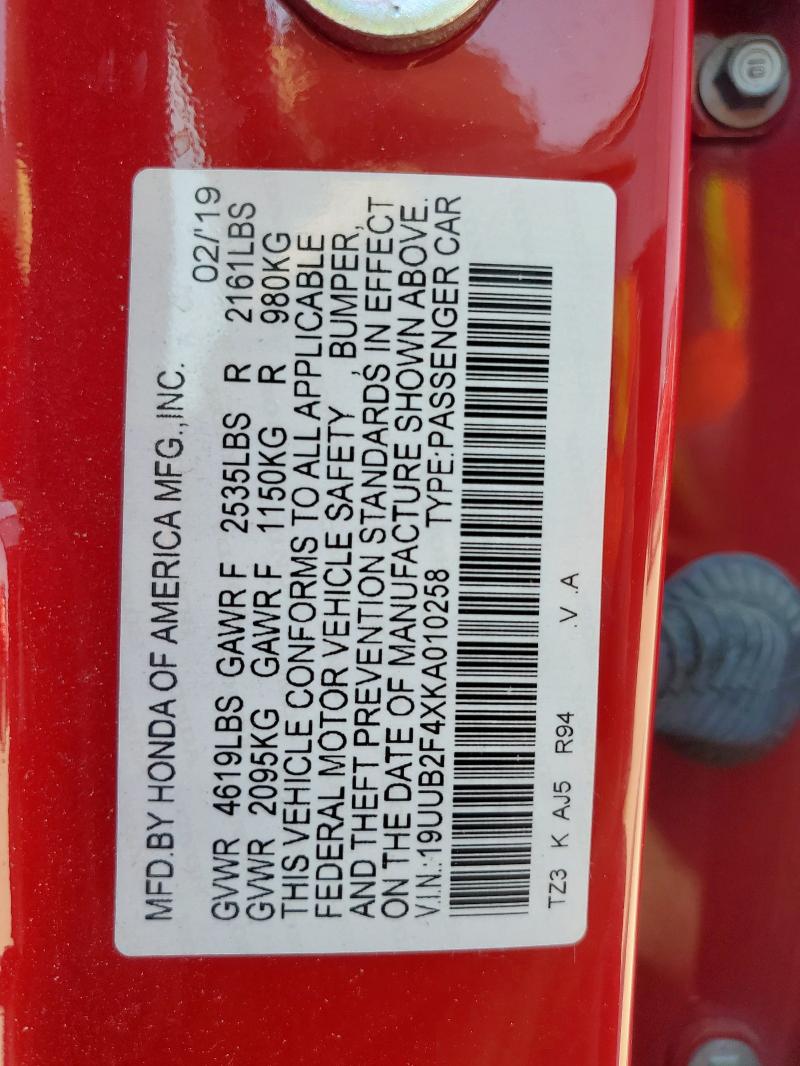 MFD.BY HONDA OF AMERICA MFG.,INC. 02/'19
GVWR 4619LBS GAWR F 2535LBS R 2161LBS
GVWR 2095KG GAWR F 1150KG R 980KG
THIS VEHICLE CONFORMS TO ALL APPLICABLE
FEDERAL MOTOR VEHICLE SAFETY , BUMPER,
AND THEFT PREVENTION STANDARDS IN EFFECT
ON THE DATE OF MANUFACTURE SHOWN ABOVE.
V.I.N.:19UUB2F4XKA010258 TYPE:PASSENGER CAR
TZ3 K AJ5 R94 .V .A